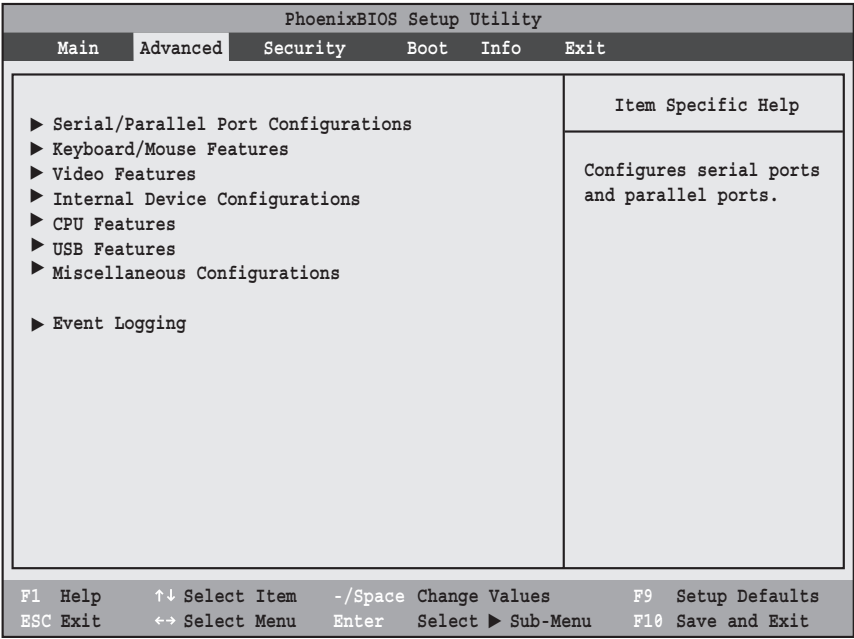 PhoenixBIOS Setup Utility
Main Advanced Security Boot Info Exit
Serial/Parallel Port Configurations
Keyboard/Mouse Features
Video Features
Internal Device Configurations
CPU Features
USB Features
Miscellaneous Configurations
Event Logging
Item Specific Help
Configures serial ports
and parallel ports.
F1 Help ↑↓ Select Item -/Space Change Values F9 Setup Defaults
ESC Exit ←→ Select Menu Enter Select ▶ Sub-Menu F10 Save and Exit